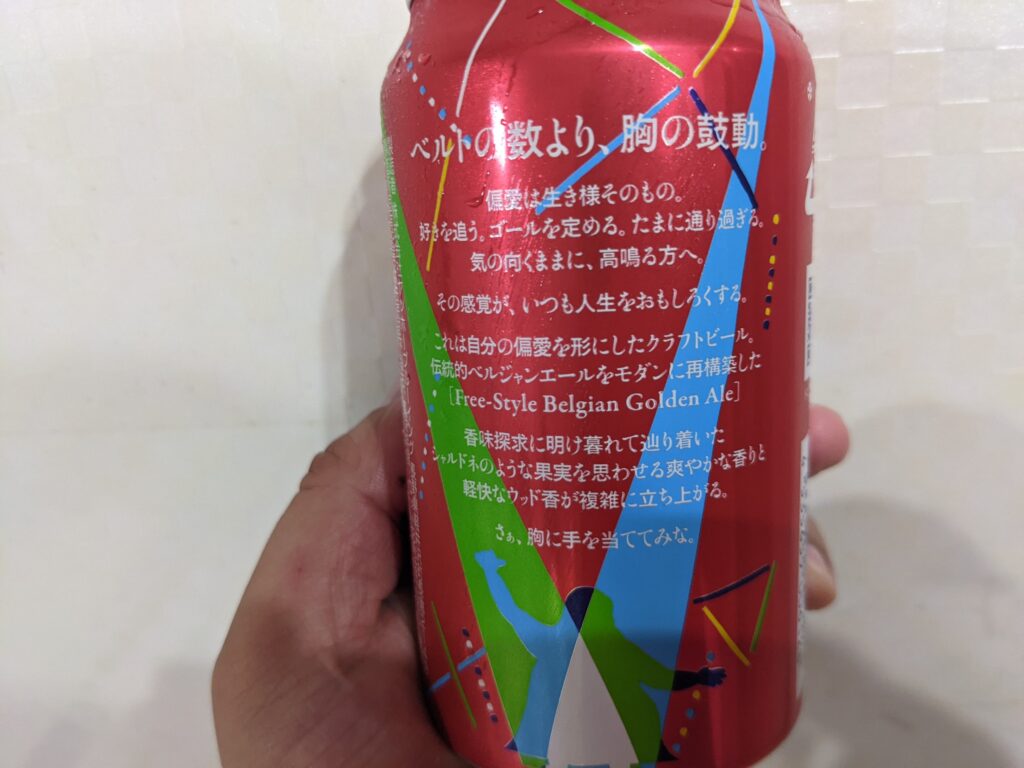 ベルトの数より、胸の鼓動。
偏愛は生き様そのもの。
好きを追う。ゴールを定める。たまに通り過ぎる。
気の向くままに、高鳴る方へ。
その感覚が、いつも人生をおもしろくする。
これは自分の偏愛を形にしたクラフトビール。
伝統的ベルジャンエールをモダンに再構築した
［Free-Style Belgian Golden Ale］
香味探求に明け暮れて辿り着いた
シャルドネのような果実を思わせる爽やかな香りと
軽快なウッド香が複雑に立ち上がる。
さぁ、胸に手を当ててみな。